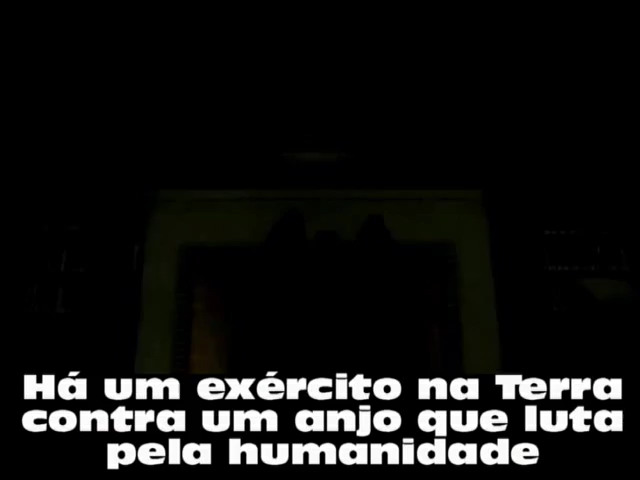 Há um exército na Terra
contra um anjo que luta
pela humanidade